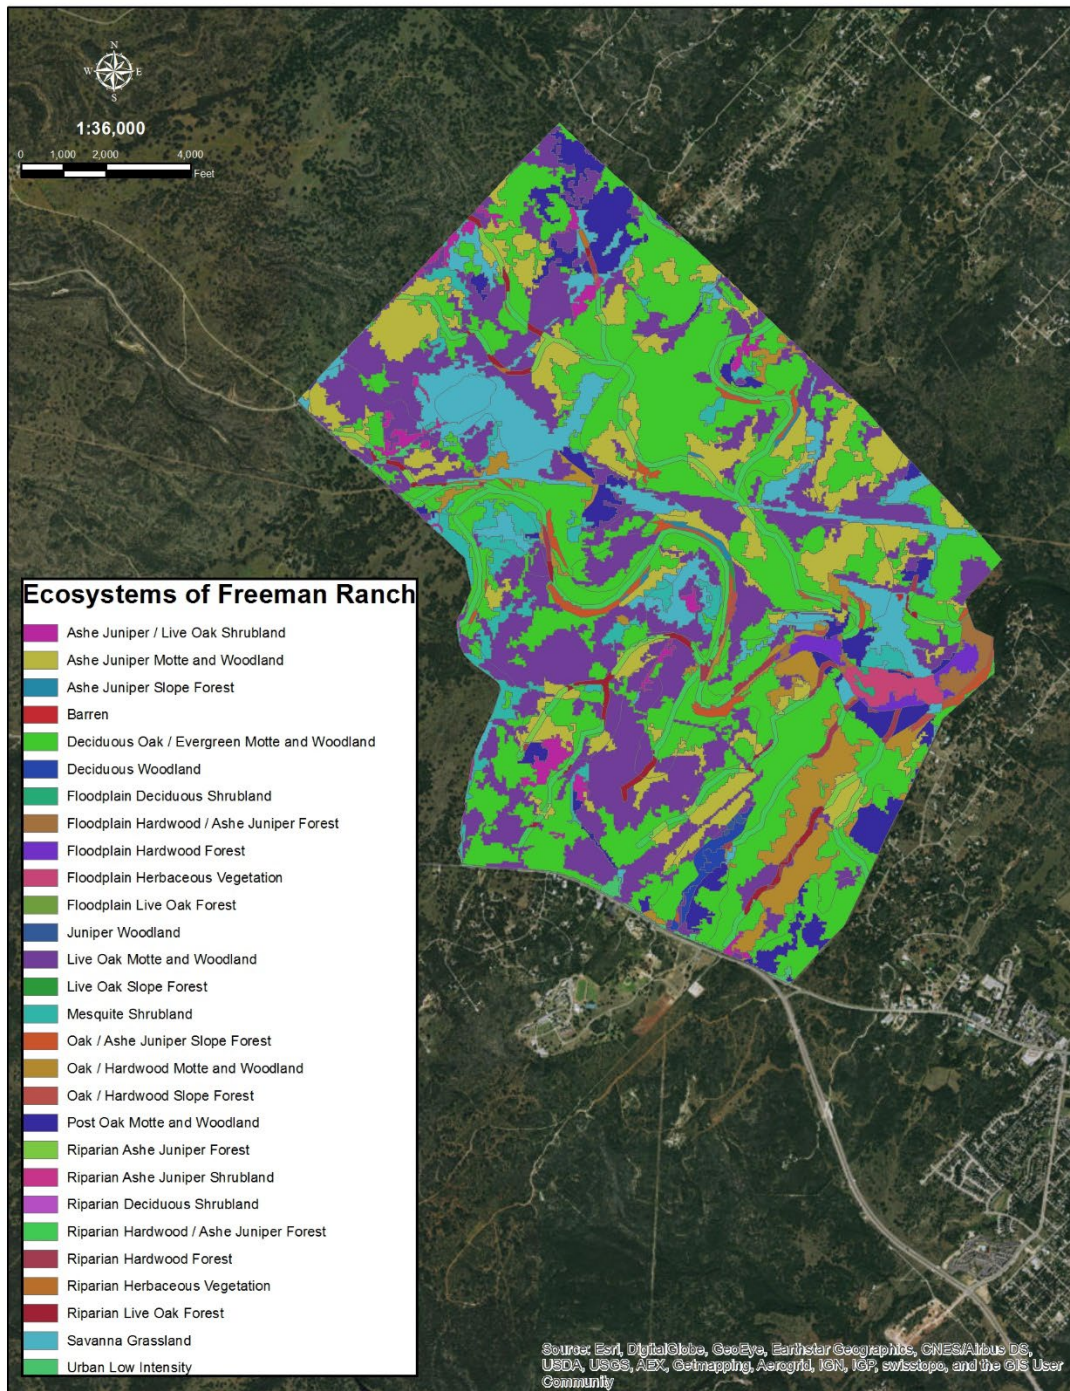 N
W E
S
1:36,000
0 1,000 2,000 4,000
Feet
Ecosystems of Freeman Ranch
Ashe Juniper / Live Oak Shrubland
Ashe Juniper Motte and Woodland
Ashe Juniper Slope Forest
Barren
Deciduous Oak / Evergreen Motte and Woodland
Deciduous Woodland
Floodplain Deciduous Shrubland
Floodplain Hardwood / Ashe Juniper Forest
Floodplain Hardwood Forest
Floodplain Herbaceous Vegetation
Floodplain Live Oak Forest
Juniper Woodland
Live Oak Motte and Woodland
Live Oak Slope Forest
Mesquite Shrubland
Oak / Ashe Juniper Slope Forest
Oak / Hardwood Motte and Woodland
Oak / Hardwood Slope Forest
Post Oak Motte and Woodland
Riparian Ashe Juniper Forest
Riparian Ashe Juniper Shrubland
Riparian Deciduous Shrubland
Riparian Hardwood / Ashe Juniper Forest
Riparian Hardwood Forest
Riparian Herbaceous Vegetation
Riparian Live Oak Forest
Savanna Grassland
Urban Low Intensity
Source: Esri, DigitalGlobe, GeoEye, Earthstar Geographics, CNES/Airbus DS,
USDA, USGS, AEX, Getmapping, Aerogrid, IGN, IGP, swisstopo, and the GIS User
Community